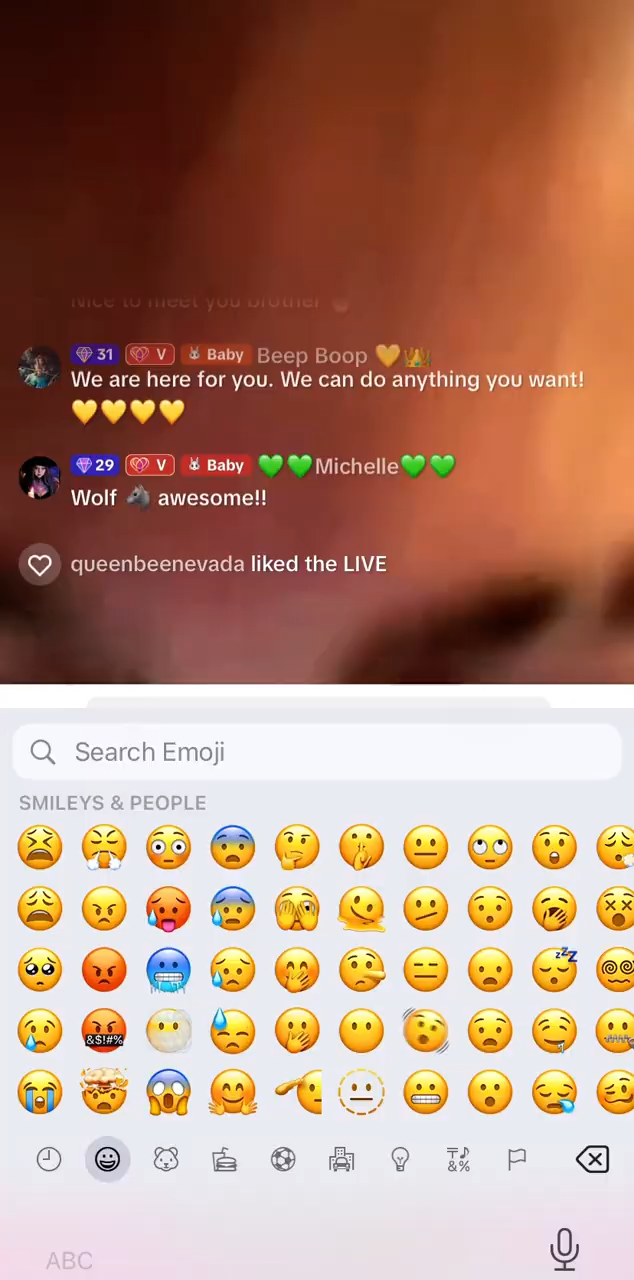 Nice to meet you brother
31 V Baby Beep Boop 💛👑
We are here for you. We can do anything you want!
💛💛💛💛
29 V Baby 💚💚Michelle💚💚
Wolf 🐴 awesome!!
queenbeenevada liked the LIVE
Search Emoji
SMILEYS & PEOPLE
ABC